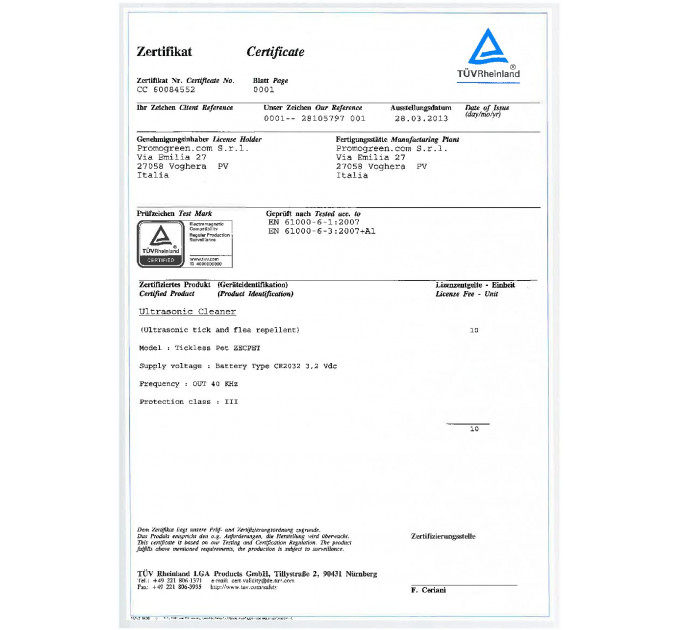 Zertifikat Certificate
TÜVRheinland ®
Zertifikat Nr. Certificate No. Blatt Page
CC 60084552 0001
Ihr Zeichen Client Reference Unser Zeichen Our Reference Ausstellungsdatum Date of Issue
(day/mo/yr)
0001-- 28105797 001 28.03.2013
Genehmigungsinhaber License Holder Fertigungsstätte Manufacturing Plant
Promogreen.com S.r.l. Promogreen.com S.r.l.
Via Emilia 27 Via Emilia 27
27058 Voghera PV 27058 Voghera PV
Italia Italia
Prüfzeichen Test Mark Geprüft nach Tested acc. to
EN 61000-6-1:2007
EN 61000-6-3:2007+A1
Electromagnetic
Compatibility
Regular Production
Surveillance
TÜVRheinland
CERTIFIED
www.tuv.com
ID 4000000000
Zertifiziertes Produkt (Geräteidentifikation) Lizenzentgelte - Einheit
Certified Product (Product Identification) License Fee - Unit
Ultrasonic Cleaner
(Ultrasonic tick and flea repellent) 10
Model : Tickless Pet ZECPET
Supply voltage : Battery Type CR2032 3,2 Vdc
Frequency : OUT 40 KHz
Protection class : III
10
Dem Zertifikat liegt unsere Prüf- und Zertifizierungsordnung zugrunde.
Das Produkt entspricht den o.g. Anforderungen, die Herstellung wird überwacht.
This certificate is based on our Testing and Certification Regulation. The product
fulfills above mentioned requirements, the production is subject to surveillance.
Zertifizierungsstelle
TÜV Rheinland LGA Products GmbH, Tillystraße 2, 90431 Nürnberg
Tel.: +49 221 806-1371 e-mail: cert-validity@de.tuv.com
Fax: +49 221 806-3935 http://www.tuv.com/safety
F. Ceriani